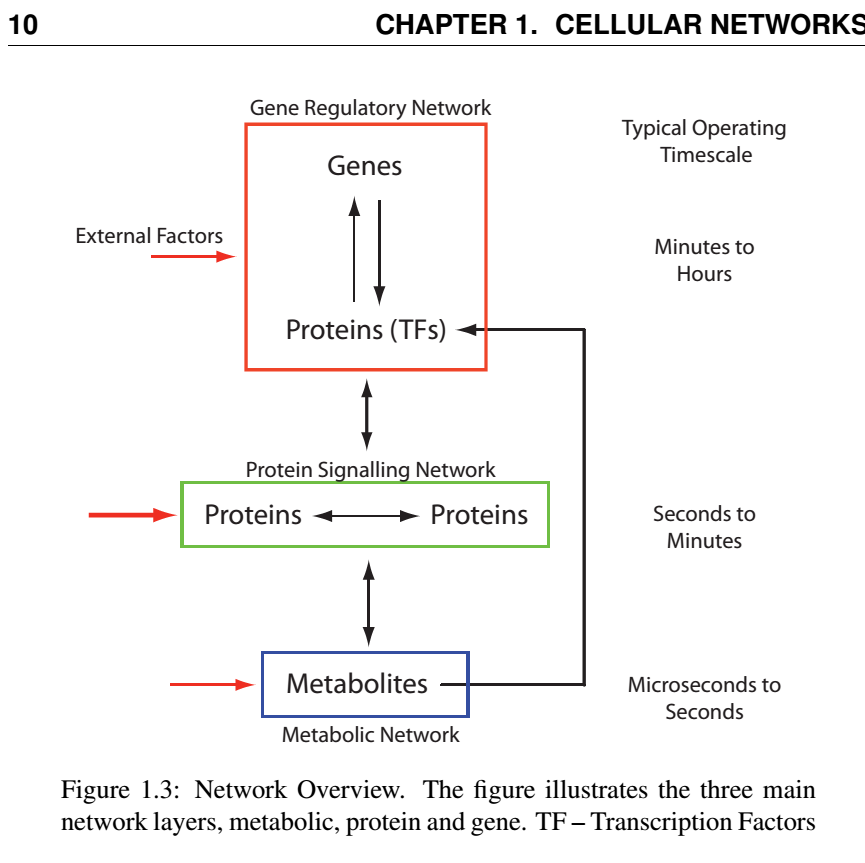 10
CHAPTER 1. CELLULAR NETWORKS
Gene Regulatory Network
Typical Operating
Timescale
Genes
External Factors
Minutes to
Hours
Proteins (TFs)
Protein Signalling Network
Proteins
Proteins
Seconds to
Minutes
Metabolites
Microseconds to
Seconds
Metabolic Network
Figure 1.3: Network Overview. The figure illustrates the three main
network layers, metabolic, protein and gene. TF – Transcription Factors